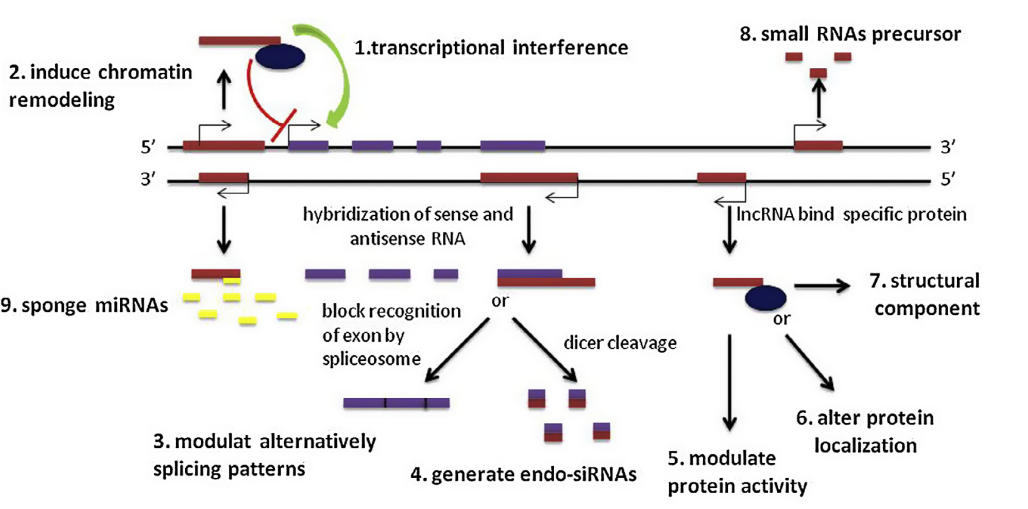 8. small RNAs precursor
1.transcriptional interference
2. induce chromatin
remodeling
5’
3’
3’
5’
hybridization of sense and
antisense RNA
lncRNA bind specific protein
9. sponge miRNAs
or
7. structural
component
block recognition
of exon by
spliceosome
or
dicer cleavage
3. modulat alternatively
splicing patterns
4. generate endo-siRNAs
6. alter protein
localization
5. modulate
protein activity